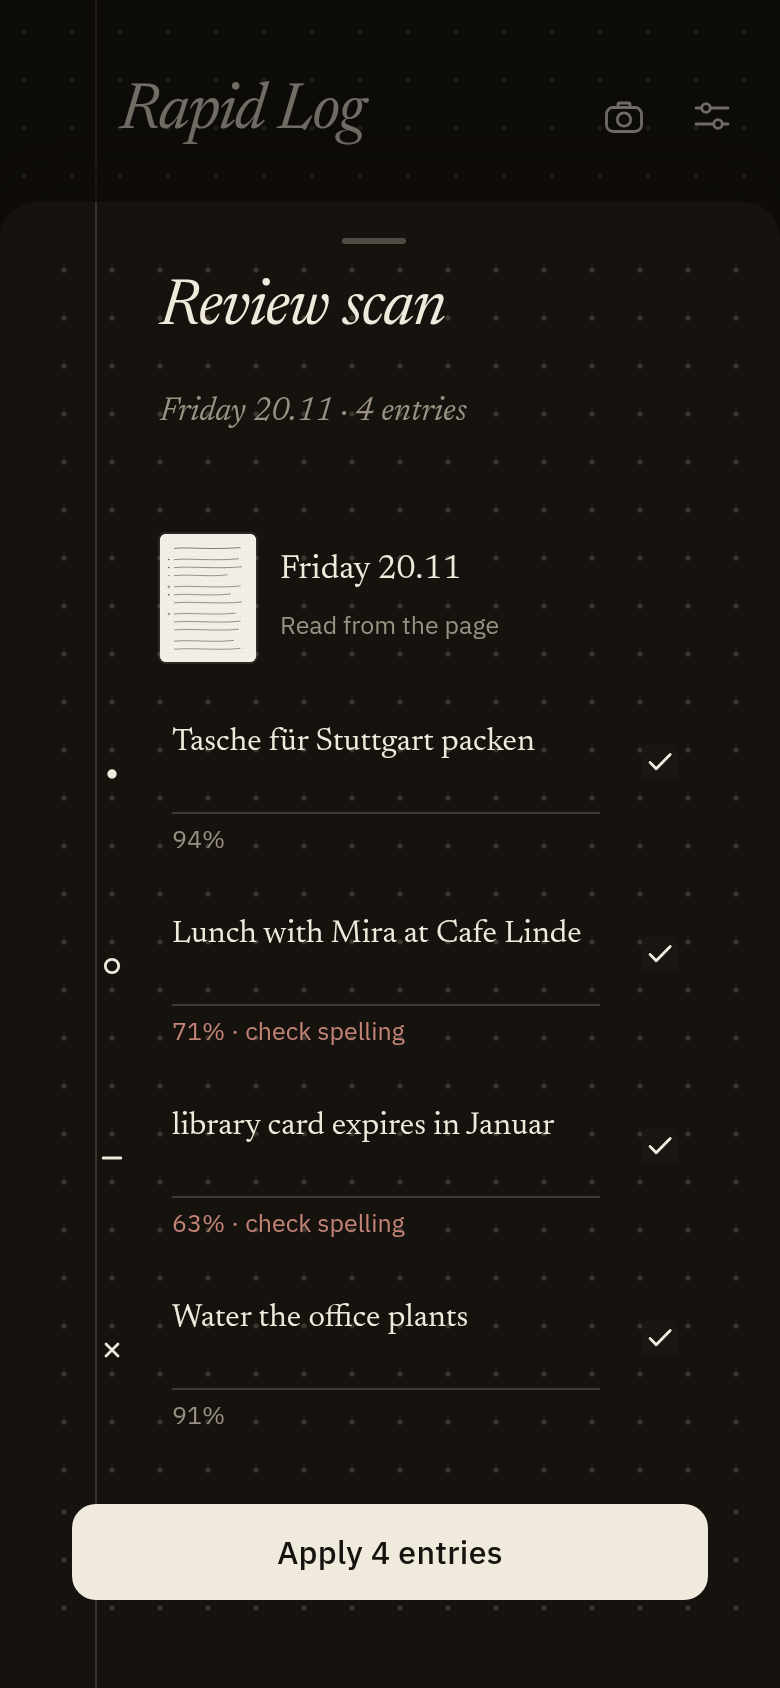 Rapid Log
Review scan
Friday 20.11 · 4 entries
Friday 20.11
Read from the page
Tasche für Stuttgart packen
94%
Lunch with Mira at Cafe Linde
71% · check spelling
library card expires in Januar
63% · check spelling
Water the office plants
91%
Apply 4 entries